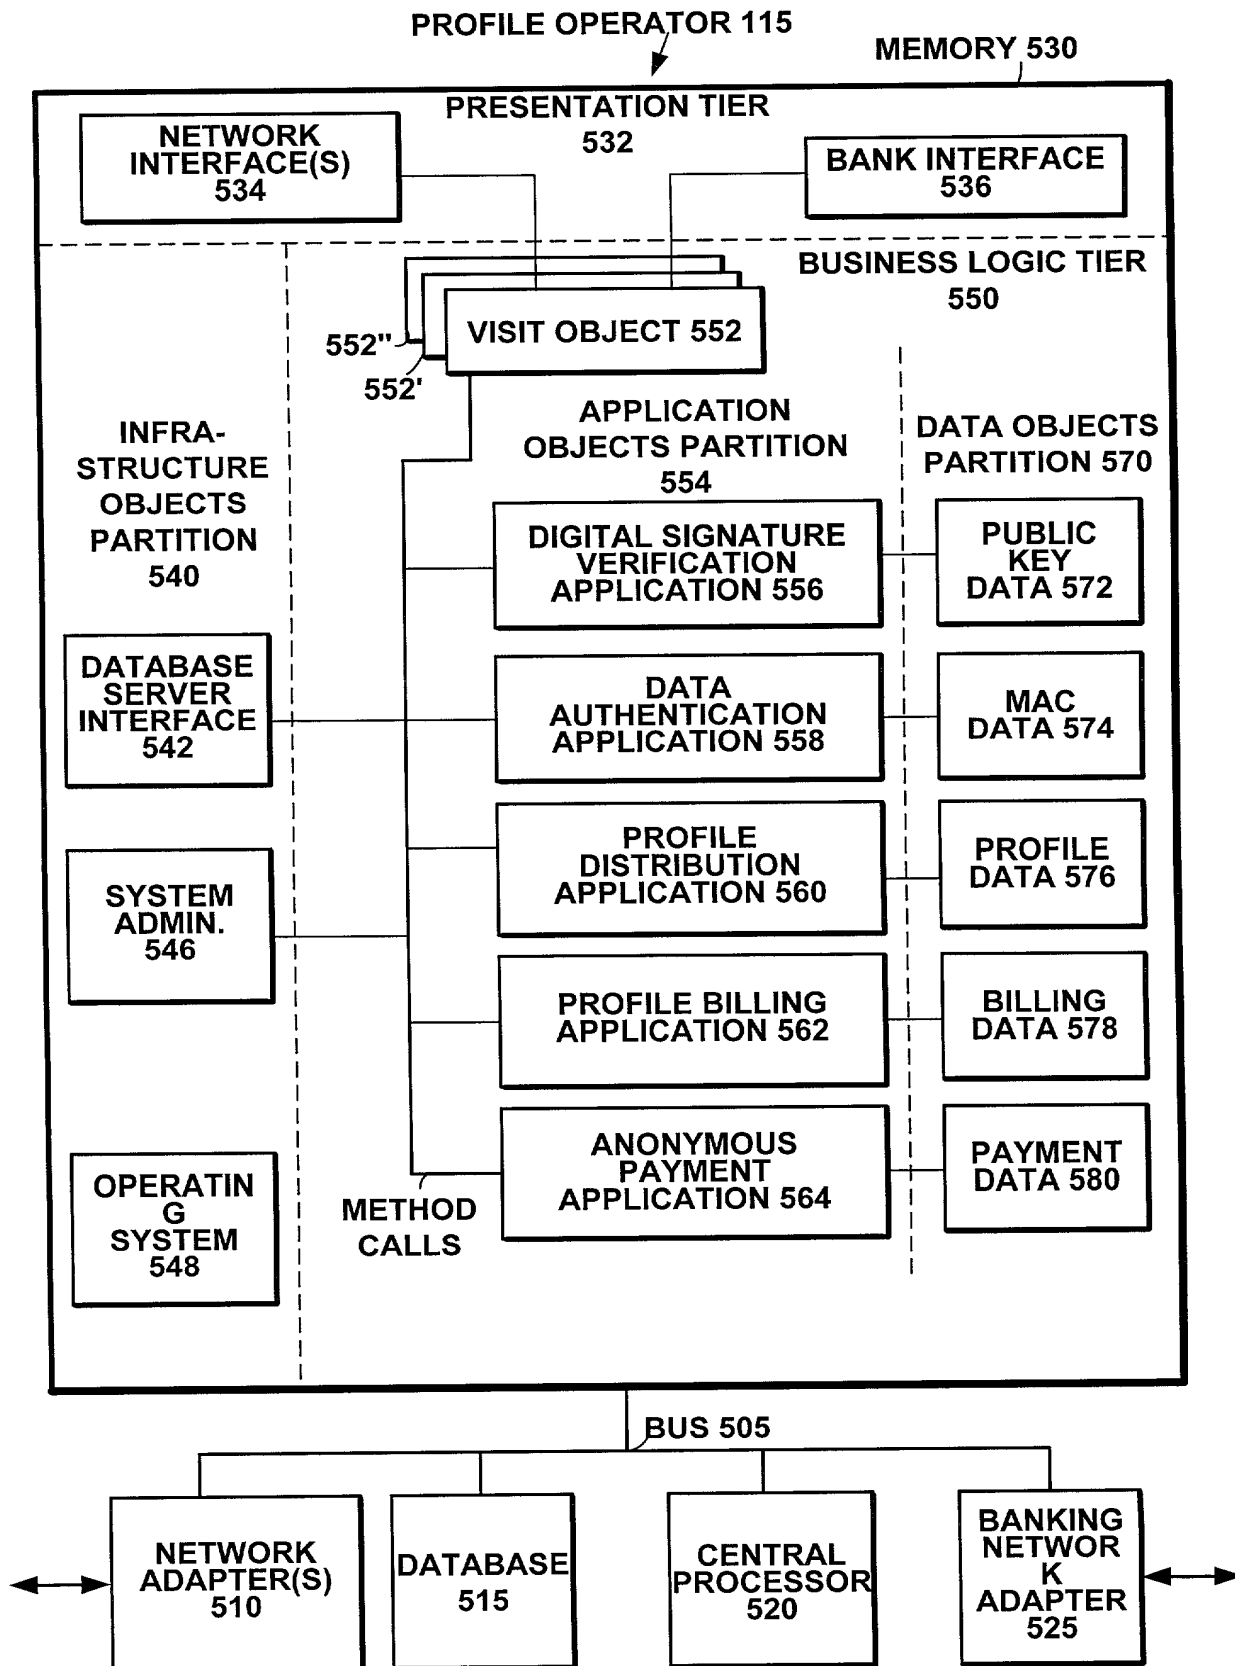 PROFILE OPERATOR 115
MEMORY 530
PRESENTATION TIER
532
NETWORK
INTERFACE(S)
534
BANK INTERFACE
536
BUSINESS LOGIC TIER
550
VISIT OBJECT 552
552"
552'
INFRA-
STRUCTURE
OBJECTS
PARTITION
540
APPLICATION
OBJECTS PARTITION
554
DATA OBJECTS
PARTITION 570
DIGITAL SIGNATURE
VERIFICATION
APPLICATION 556
PUBLIC
KEY
DATA 572
DATABASE
SERVER
INTERFACE
542
DATA
AUTHENTICATION
APPLICATION 558
MAC
DATA 574
PROFILE
DISTRIBUTION
APPLICATION 560
PROFILE
DATA 576
SYSTEM
ADMIN.
546
PROFILE BILLING
APPLICATION 562
BILLING
DATA 578
ANONYMOUS
PAYMENT
APPLICATION 564
PAYMENT
DATA 580
OPERATIN
G
SYSTEM
548
METHOD
CALLS
BUS 505
NETWORK
ADAPTER(S)
510
DATABASE
515
CENTRAL
PROCESSOR
520
BANKING
NETWOR
K
ADAPTER
525